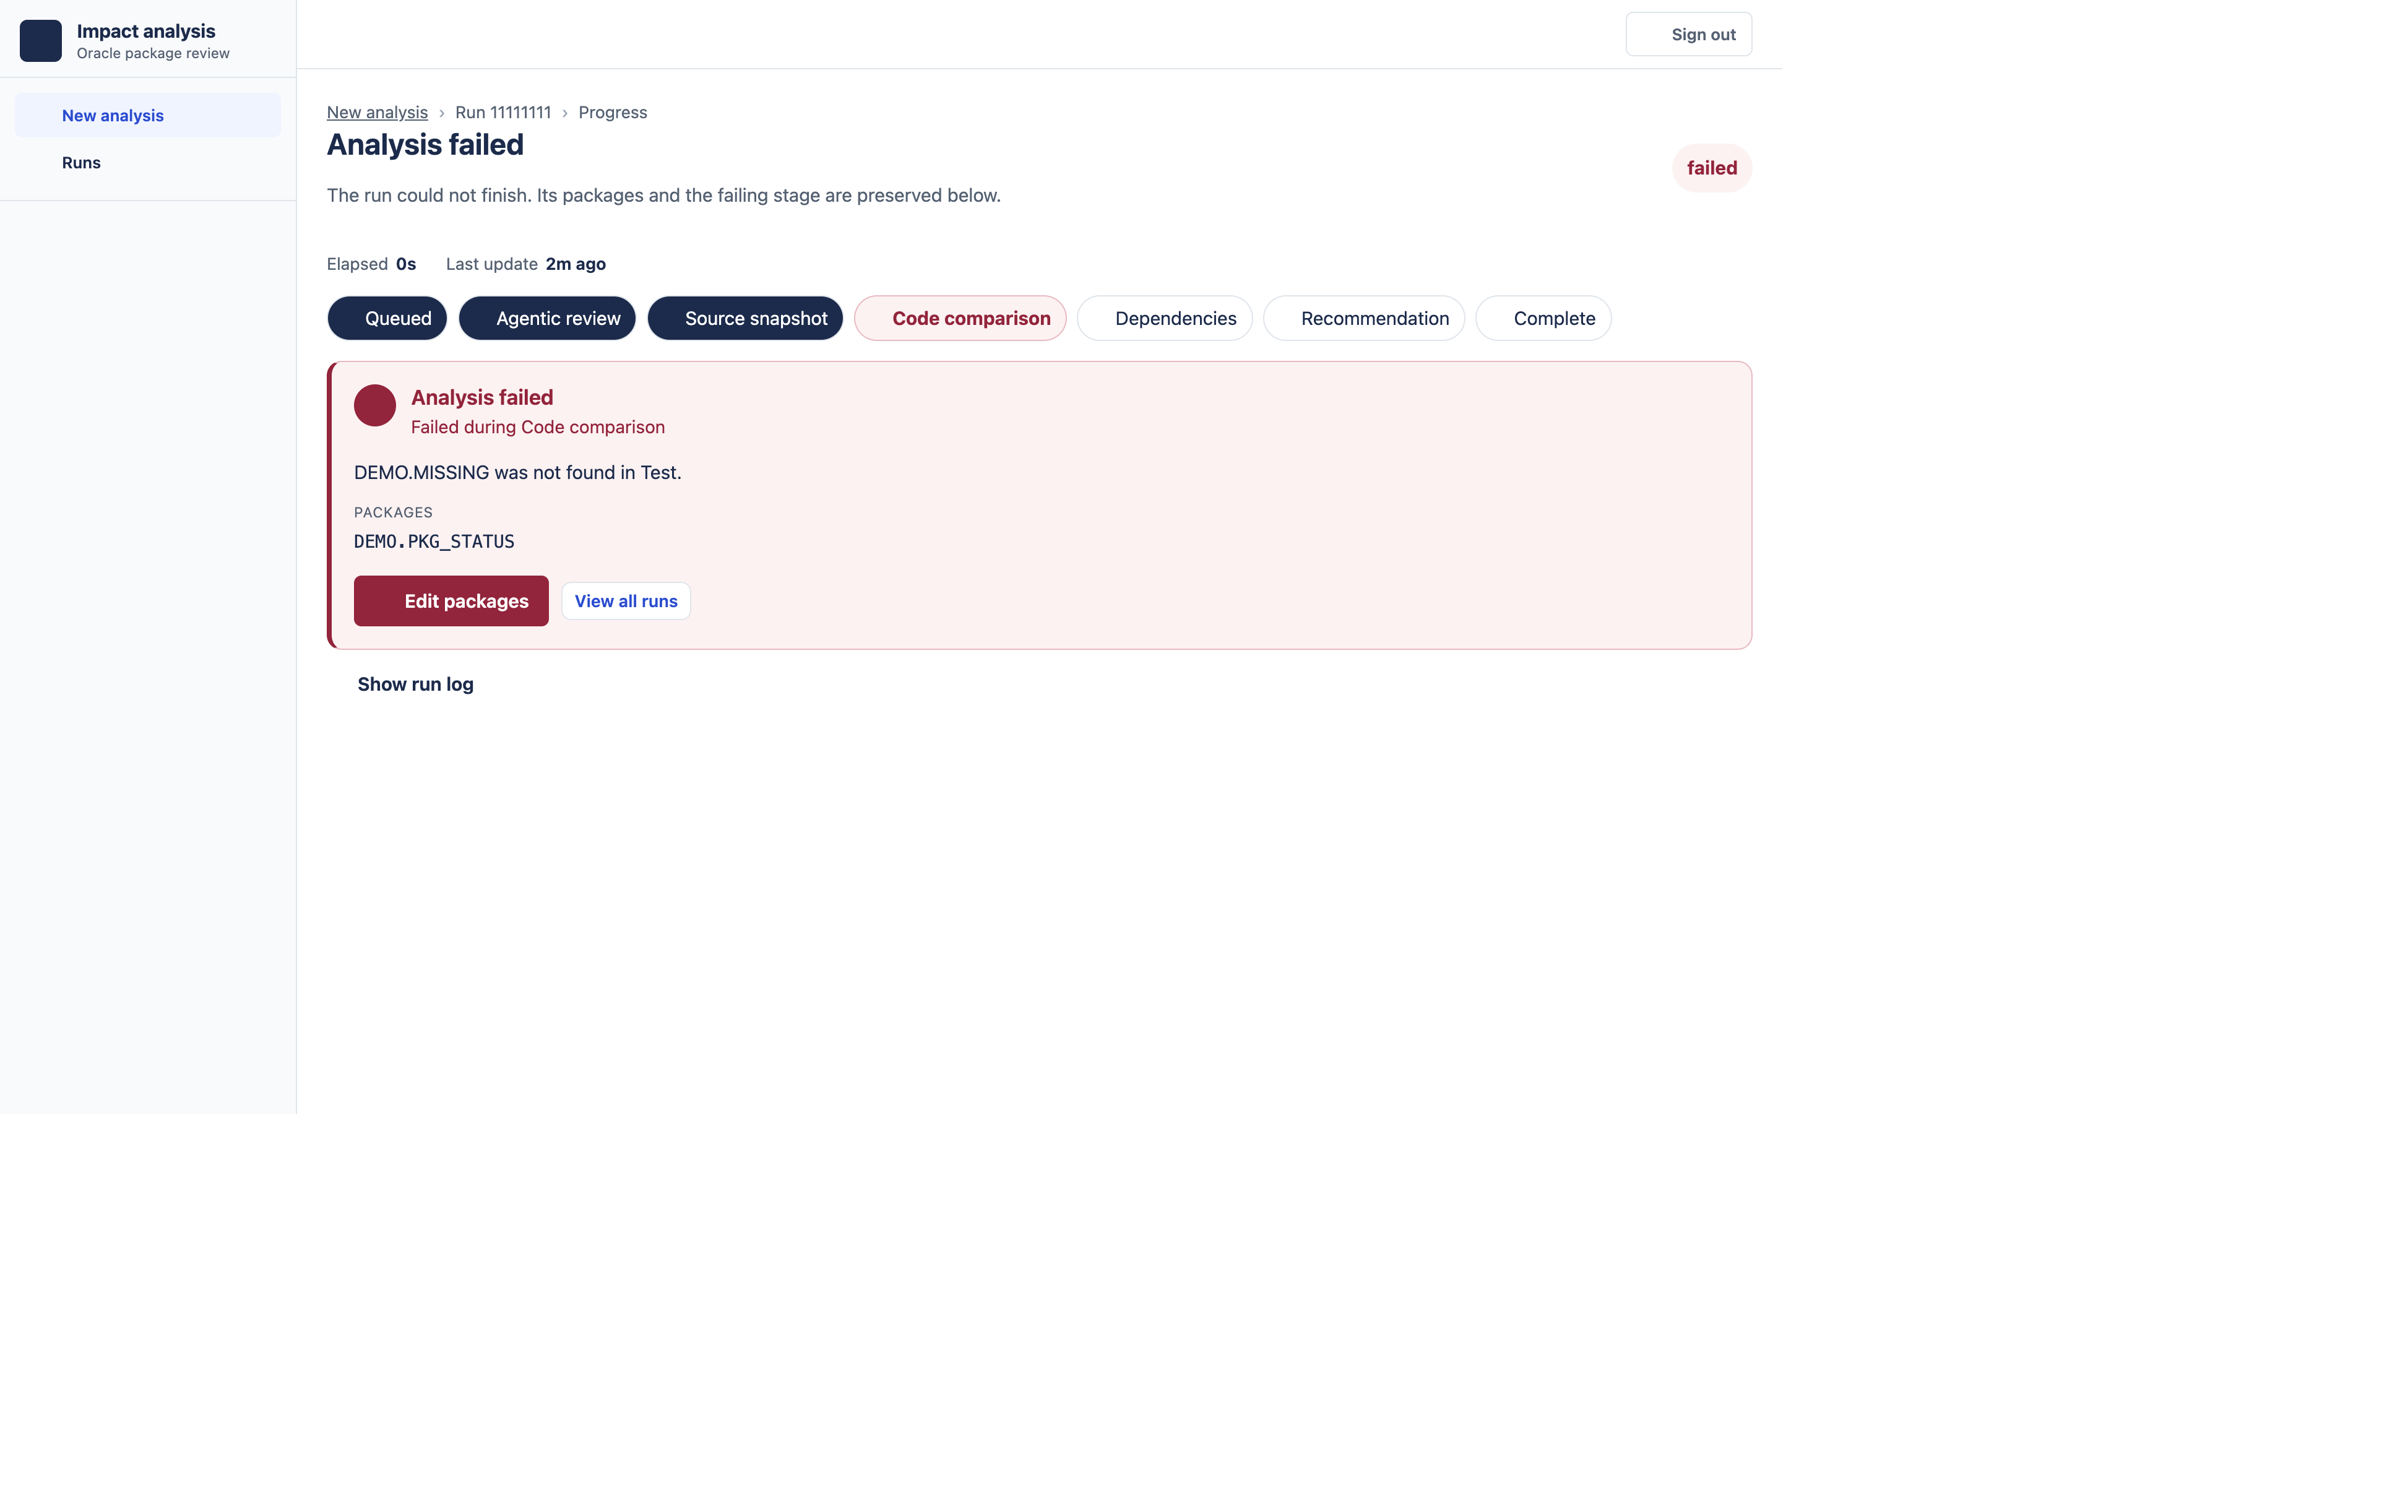 Impact analysis
Oracle package review
New analysis
Runs
Sign out
New analysis › Run 11111111 › Progress
Analysis failed
failed
The run could not finish. Its packages and the failing stage are preserved below.
Elapsed 0s Last update 2m ago
Queued Agentic review Source snapshot Code comparison Dependencies Recommendation Complete
Analysis failed
Failed during Code comparison
DEMO.MISSING was not found in Test.
PACKAGES
DEMO.PKG_STATUS
Edit packages View all runs
Show run log